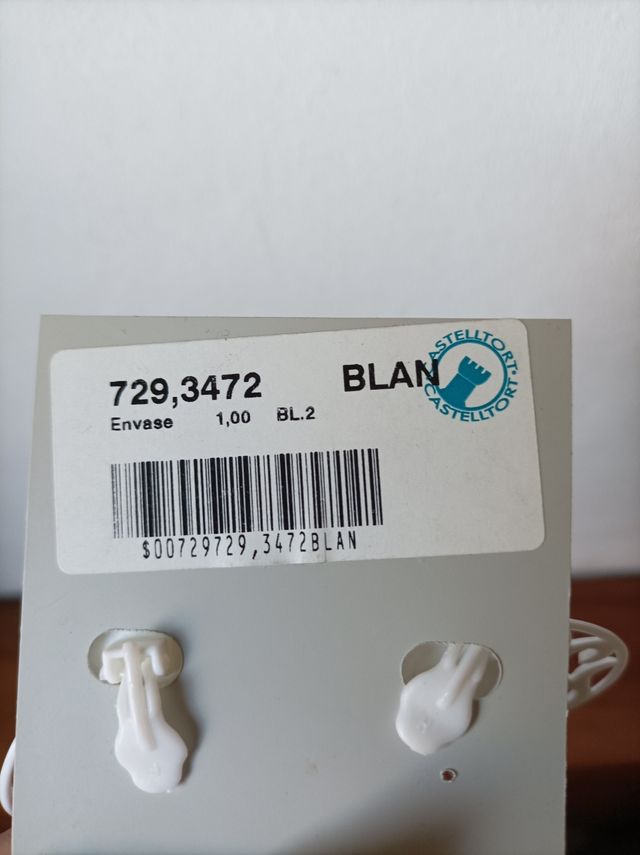 729,3472 BLAN
CASTELLTORT
CASTELLTORT
Envase 1,00 BL.2
$00729729,3472BLAN